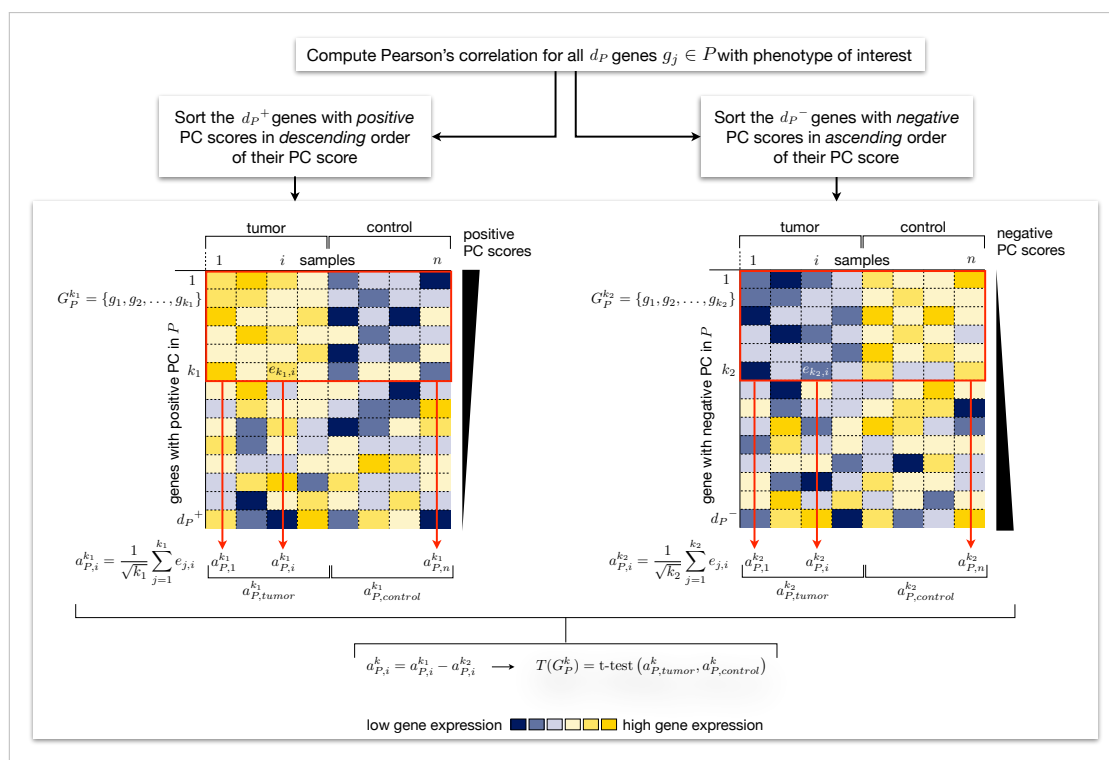 Compute Pearson's correlation for all d_P genes g_j ∈ P with phenotype of interest
Sort the d_P^+ genes with positive
PC scores in descending order
of their PC score
Sort the d_P^- genes with negative
PC scores in ascending order
of their PC score
tumor control
positive
PC scores
1 i samples n
1
G_P^{k_1} = {g_1, g_2, . . . , g_{k_1}}
k_1
e_{k_1,i}
genes with positive PC in P
d_P^+
a_{P,i}^{k_1} = \frac{1}{\sqrt{k_1}} \sum_{j=1}^{k_1} e_{j,i}
a_{P,1}^{k_1} a_{P,i}^{k_1} a_{P,n}^{k_1}
a_{P,tumor}^{k_1} a_{P,control}^{k_1}
tumor control
negative
PC scores
1 i samples n
1
G_P^{k_2} = {g_1, g_2, . . . , g_{k_2}}
k_2
e_{k_2,i}
gene with negative PC in P
d_P^-
a_{P,i}^{k_2} = \frac{1}{\sqrt{k_2}} \sum_{j=1}^{k_2} e_{j,i}
a_{P,1}^{k_2} a_{P,i}^{k_2} a_{P,n}^{k_2}
a_{P,tumor}^{k_2} a_{P,control}^{k_2}
a_{P,i}^k = a_{P,i}^{k_1} − a_{P,i}^{k_2} → T(G_P^k) = t-test (a_{P,tumor}^k, a_{P,control}^k)
low gene expression high gene expression